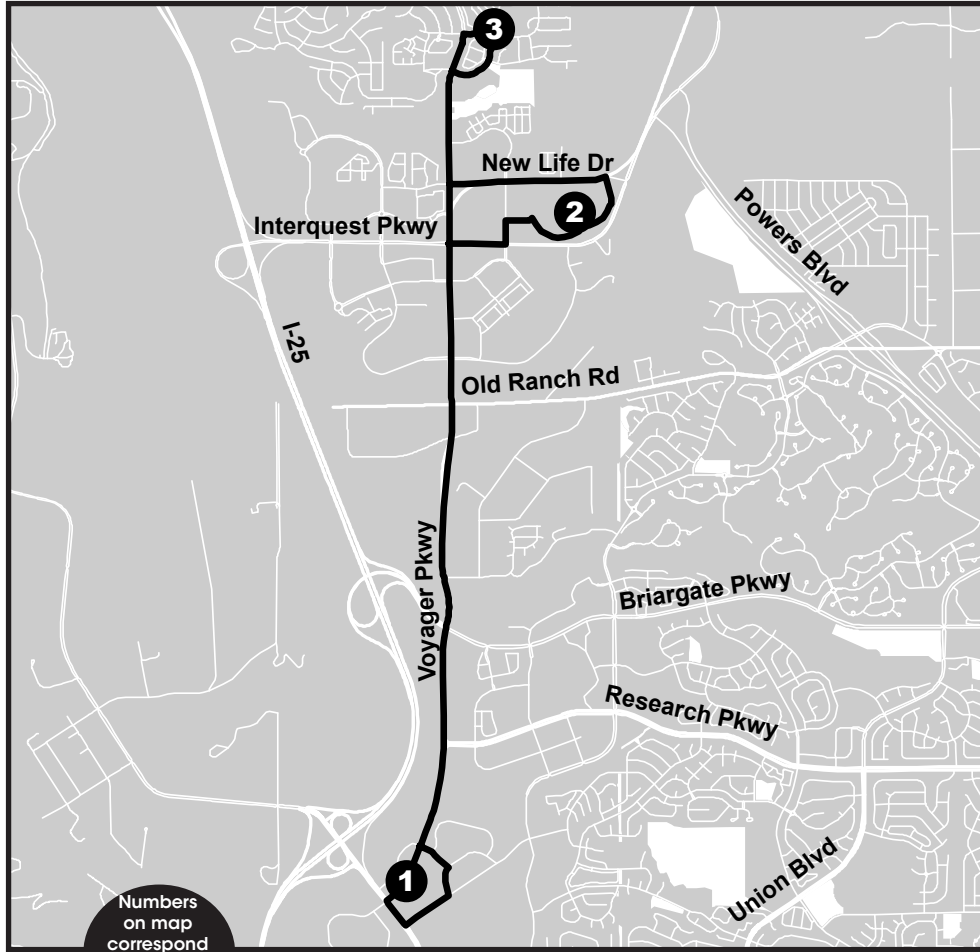 3
New Life Dr
2
Interquest Pkwy
Powers Blvd
I-25
Old Ranch Rd
Voyager Pkwy
Briargate Pkwy
Research Pkwy
1
Union Blvd
Numbers
on map
correspond